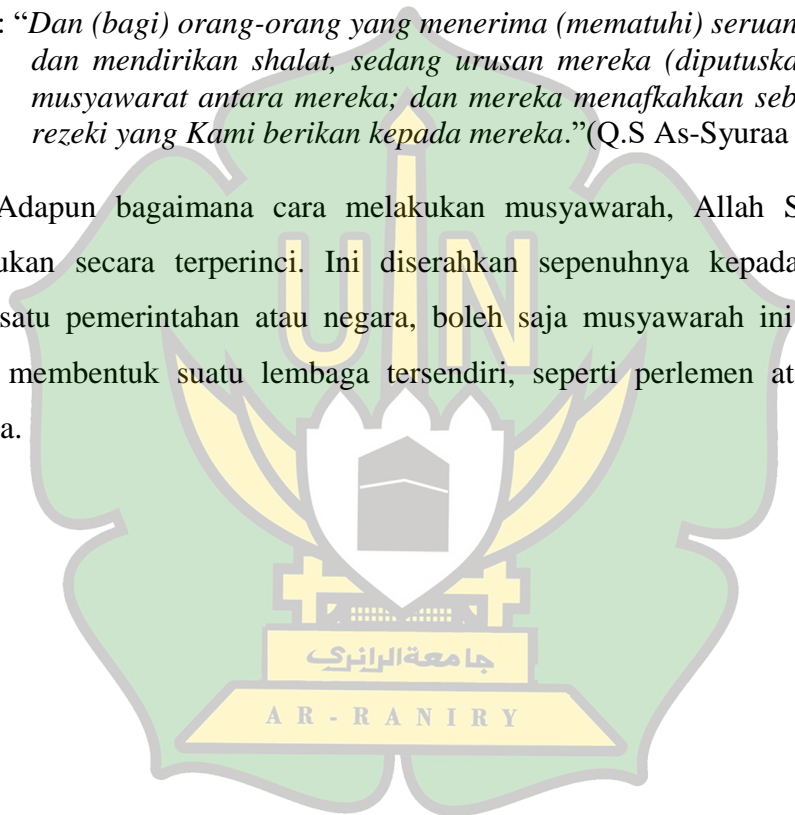 : “Dan (bagi) orang-orang yang menerima (mematuhi) seruan
dan mendirikan shalat, sedang urusan mereka (diputuska
musyawarat antara mereka; dan mereka menafkahkan seb
rezeki yang Kami berikan kepada mereka.”(Q.S As-Syuraa
Adapun bagaimana cara melakukan musyawarah, Allah S
ukan secara terperinci. Ini diserahkan sepenuhnya kepada
satu pemerintahan atau negara, boleh saja musyawarah ini
membentuk suatu lembaga tersendiri, seperti perlemen at
a.
UIN
جامعة الرانري
AR-RANIRY